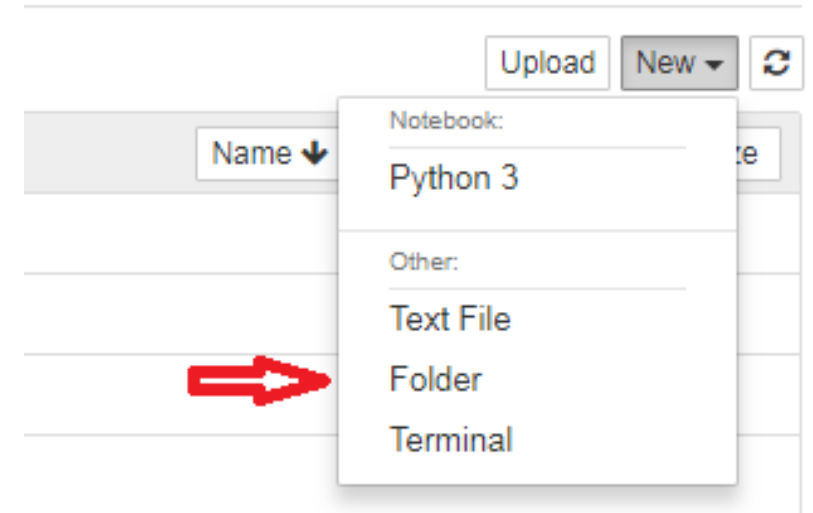 Upload New
Name
Notebook:
Python 3
Other:
Text File
Folder
Terminal